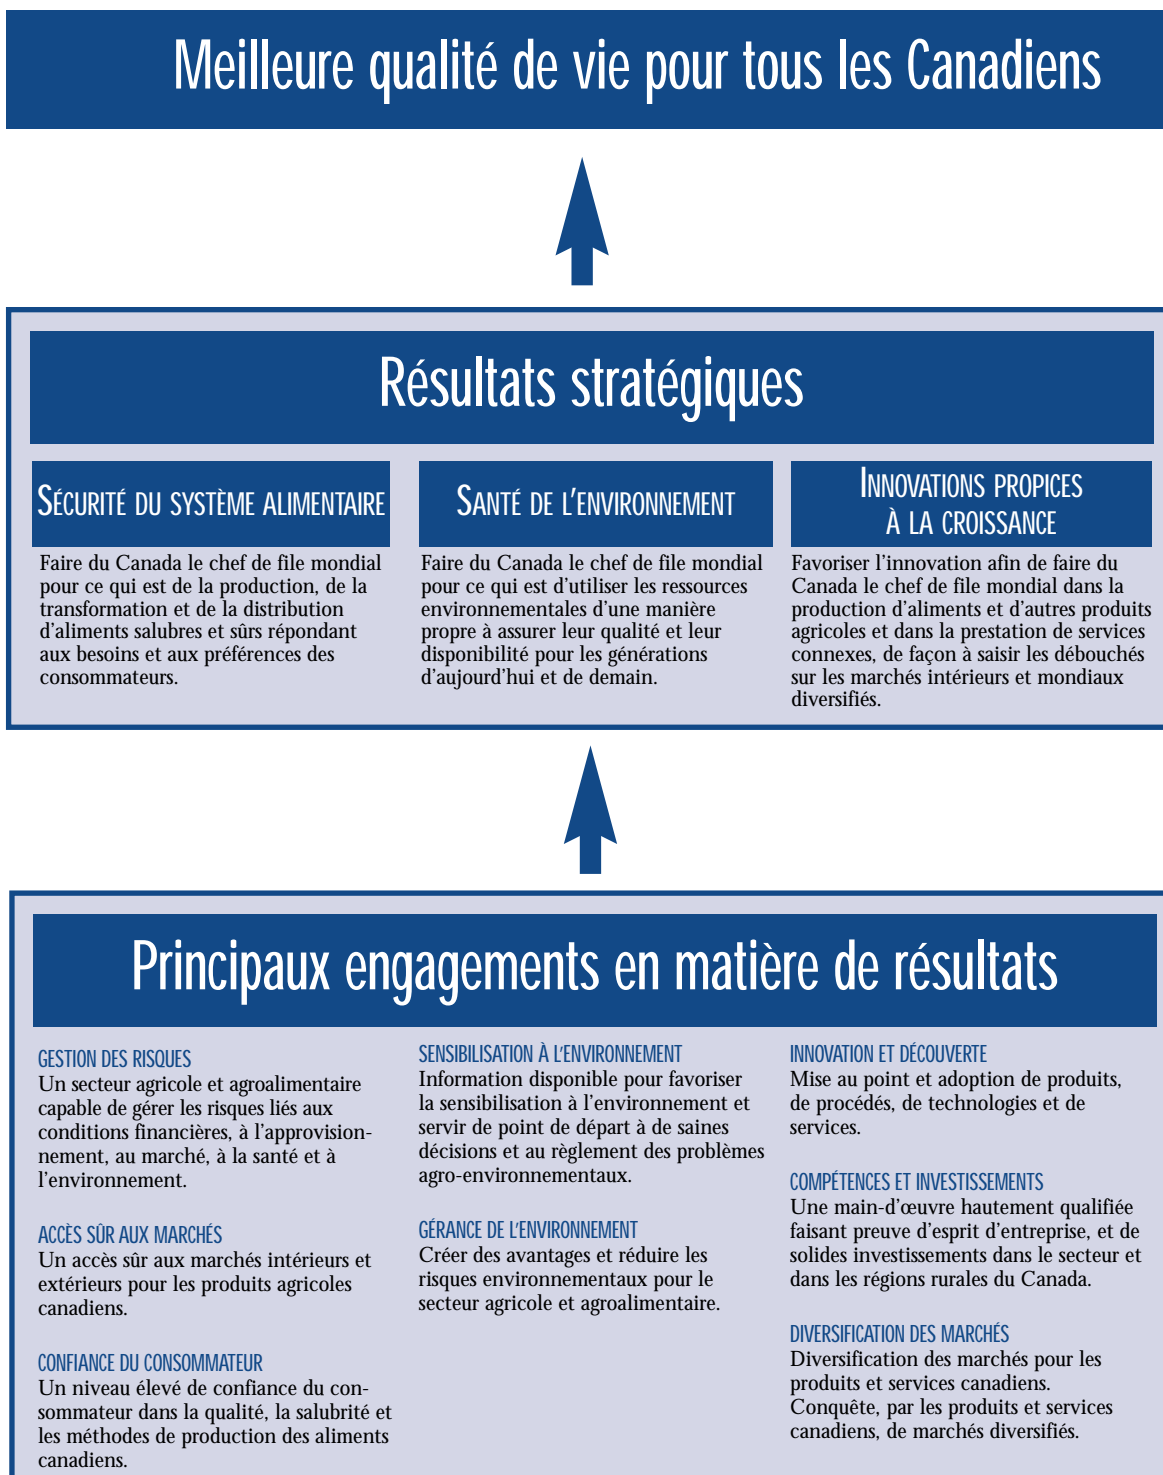 Meilleure qualité de vie pour tous les Canadiens
Résultats stratégiques
SÉCURITÉ DU SYSTÈME ALIMENTAIRE
Faire du Canada le chef de file mondial
pour ce qui est de la production, de la
transformation et de la distribution
d'aliments salubres et sûrs répondant
aux besoins et aux préférences des
consommateurs.
SANTÉ DE L'ENVIRONNEMENT
Faire du Canada le chef de file mondial
pour ce qui est d'utiliser les ressources
environnementales d'une manière
propre à assurer leur qualité et leur
disponibilité pour les générations
d'aujourd'hui et de demain.
INNOVATIONS PROPICES
À LA CROISSANCE
Favoriser l'innovation afin de faire du
Canada le chef de file mondial dans la
production d'aliments et d'autres produits
agricoles et dans la prestation de services
connexes, de façon à saisir les débouchés
sur les marchés intérieurs et mondiaux
diversifiés.
Principaux engagements en matière de résultats
GESTION DES RISQUES
Un secteur agricole et agroalimentaire
capable de gérer les risques liés aux
conditions financières, à l'approvision-
nement, au marché, à la santé et à
l'environnement.
ACCÈS SÛR AUX MARCHÉS
Un accès sûr aux marchés intérieurs et
extérieurs pour les produits agricoles
canadiens.
CONFIANCE DU CONSOMMATEUR
Un niveau élevé de confiance du con-
sommateur dans la qualité, la salubrité et
les méthodes de production des aliments
canadiens.
SENSIBILISATION À L'ENVIRONNEMENT
Information disponible pour favoriser
la sensibilisation à l'environnement et
servir de point de départ à de saines
décisions et au règlement des problèmes
agro-environnementaux.
GÉRANCE DE L'ENVIRONNEMENT
Créer des avantages et réduire les
risques environnementaux pour le
secteur agricole et agroalimentaire.
INNOVATION ET DÉCOUVERTE
Mise au point et adoption de produits,
de procédés, de technologies et de
services.
COMPÉTENCES ET INVESTISSEMENTS
Une main-d'œuvre hautement qualifiée
faisant preuve d'esprit d'entreprise, et de
solides investissements dans le secteur et
dans les régions rurales du Canada.
DIVERSIFICATION DES MARCHÉS
Diversification des marchés pour les
produits et services canadiens.
Conquête, par les produits et services
canadiens, de marchés diversifiés.